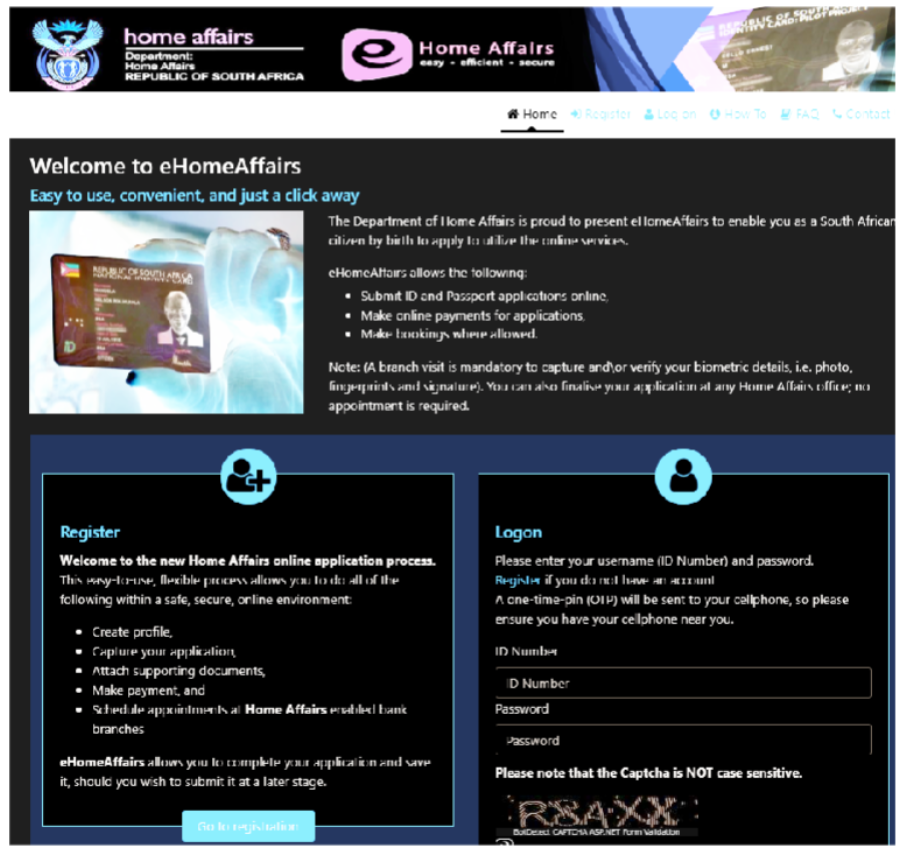 home affairs
Department:
Home Affairs
REPUBLIC OF SOUTH AFRICA
e Home Affairs
easy - efficient - secure
REPUBLIC OF SOUTH
IDENTITY CARD: PILOT PROJECT
Home Register Log on How To FAQ Contact
Welcome to eHomeAffairs
Easy to use, convenient, and just a click away
REPUBLIC OF SOUTH AFRICA
NATIONAL IDENTITY CARD
The Department of Home Affairs is proud to present eHomeAffairs to enable you as a South African
citizen by birth to apply to utilize the online services.
eHomeAffairs allows the following:
• Submit ID and Passport applications online,
• Make online payments for applications,
• Make bookings where allowed.
Note: (A branch visit is mandatory to capture and\or verify your biometric details, i.e. photo,
fingerprints and signature). You can also finalise your application at any Home Affairs office; no
appointment is required.
Register
Welcome to the new Home Affairs online application process.
This easy-to-use, flexible process allows you to do all of the
following within a safe, secure, online environment:
• Create profile,
• Capture your application,
• Attach supporting documents,
• Make payment, and
• Schedule appointments at Home Affairs enabled bank
branches
eHomeAffairs allows you to complete your application and save
it, should you wish to submit it at a later stage.
Go to registration
Logon
Please enter your username (ID Number) and password.
Register if you do not have an account
A one-time-pin (OTP) will be sent to your cellphone, so please
ensure you have your cellphone near you.
ID Number
ID Number
Password
Password
Please note that the Captcha is NOT case sensitive.
BotDetect CAPTCHA ASP.NET Form Validation